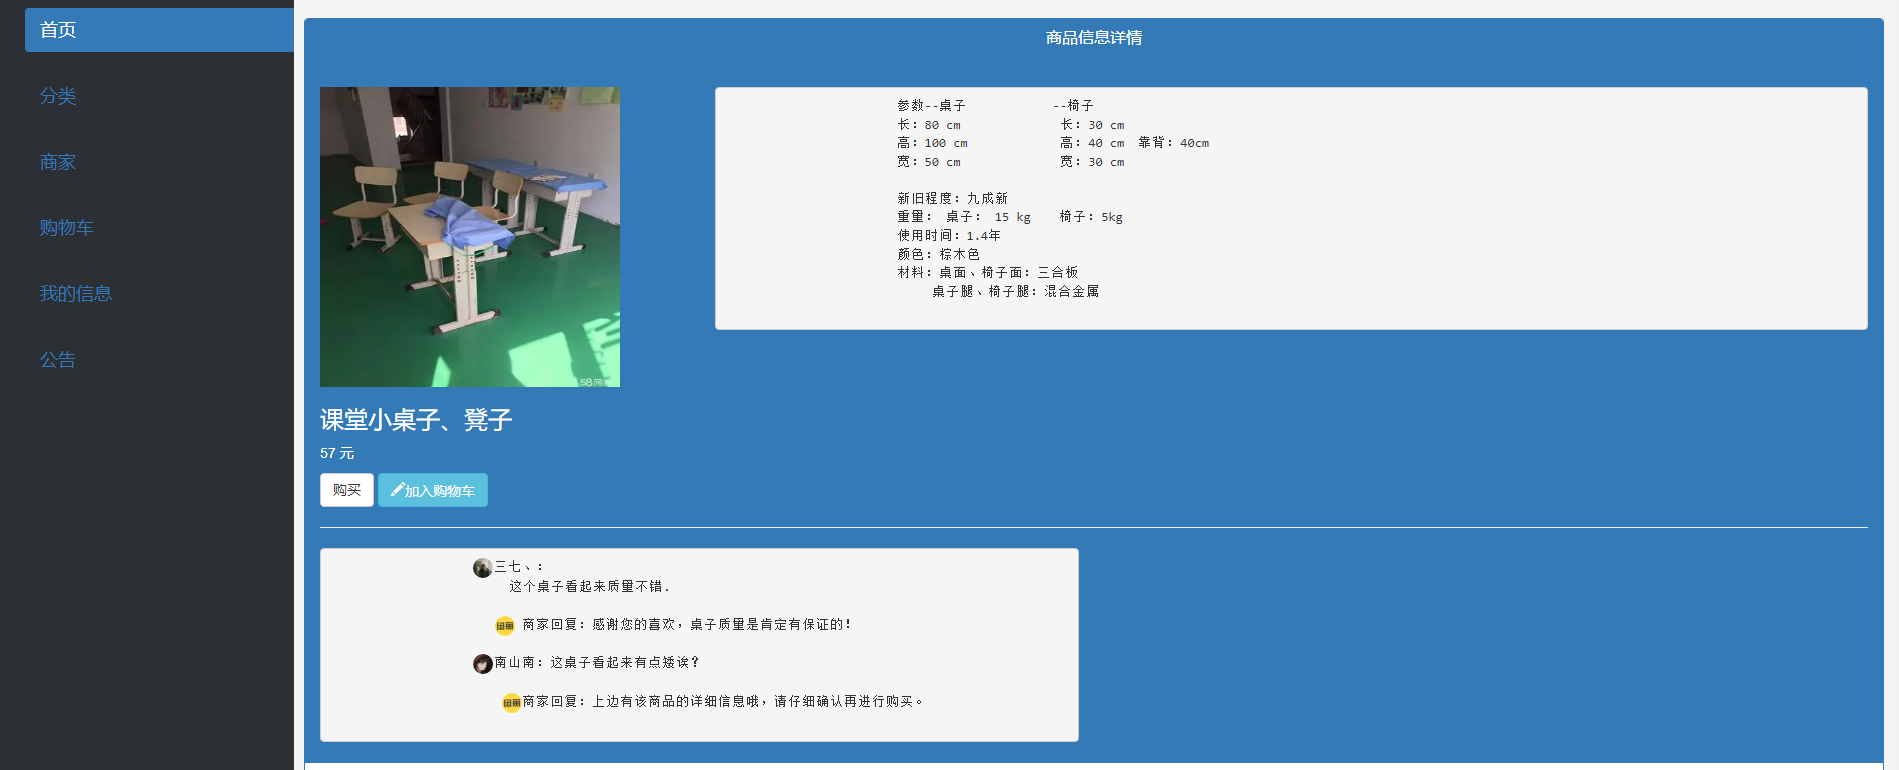 首页
分类
商家
购物车
我的信息
公告
商品信息详情
58同城
参数--桌子 --椅子
长: 80 cm 长: 30 cm
高: 100 cm 高: 40 cm 靠背: 40cm
宽: 50 cm 宽: 30 cm
新旧程度: 九成新
重量: 桌子: 15 kg 椅子: 5kg
使用时间: 1.4年
颜色: 棕木色
材料: 桌面、椅子面: 三合板
桌子腿、椅子腿: 混合金属
课堂小桌子、凳子
57 元
购买 加入购物车
三七、:
这个桌子看起来质量不错.
商家回复: 感谢您的喜欢, 桌子质量是肯定有保证的!
南山南: 这桌子看起来有点矮诶?
商家回复: 上边有该商品的详细信息哦, 请仔细确认再进行购买。